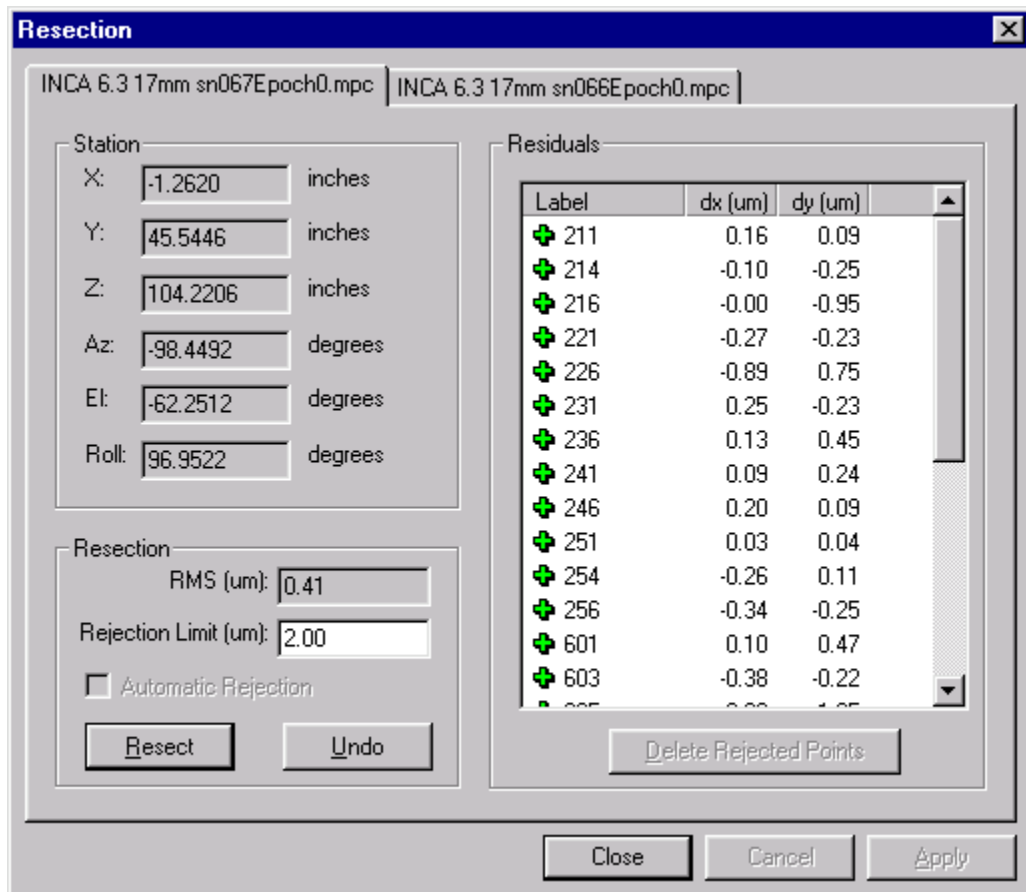 Resection
INCA 6.3 17mm sn067Epoch0.mpc
INCA 6.3 17mm sn066Epoch0.mpc
Station
X: -1.2620 inches
Y: 45.5446 inches
Z: 104.2206 inches
Az: -98.4492 degrees
El: -62.2512 degrees
Roll: 96.9522 degrees
Resection
RMS (um): 0.41
Rejection Limit (um): 2.00
Automatic Rejection
Resect Undo
Residuals
Label dx (um) dy (um)
211 0.16 0.09
214 -0.10 -0.25
216 -0.00 -0.95
221 -0.27 -0.23
226 -0.89 0.75
231 0.25 -0.23
236 0.13 0.45
241 0.09 0.24
246 0.20 0.09
251 0.03 0.04
254 -0.26 0.11
256 -0.34 -0.25
601 0.10 0.47
603 -0.38 -0.22
Delete Rejected Points
Close Cancel Apply